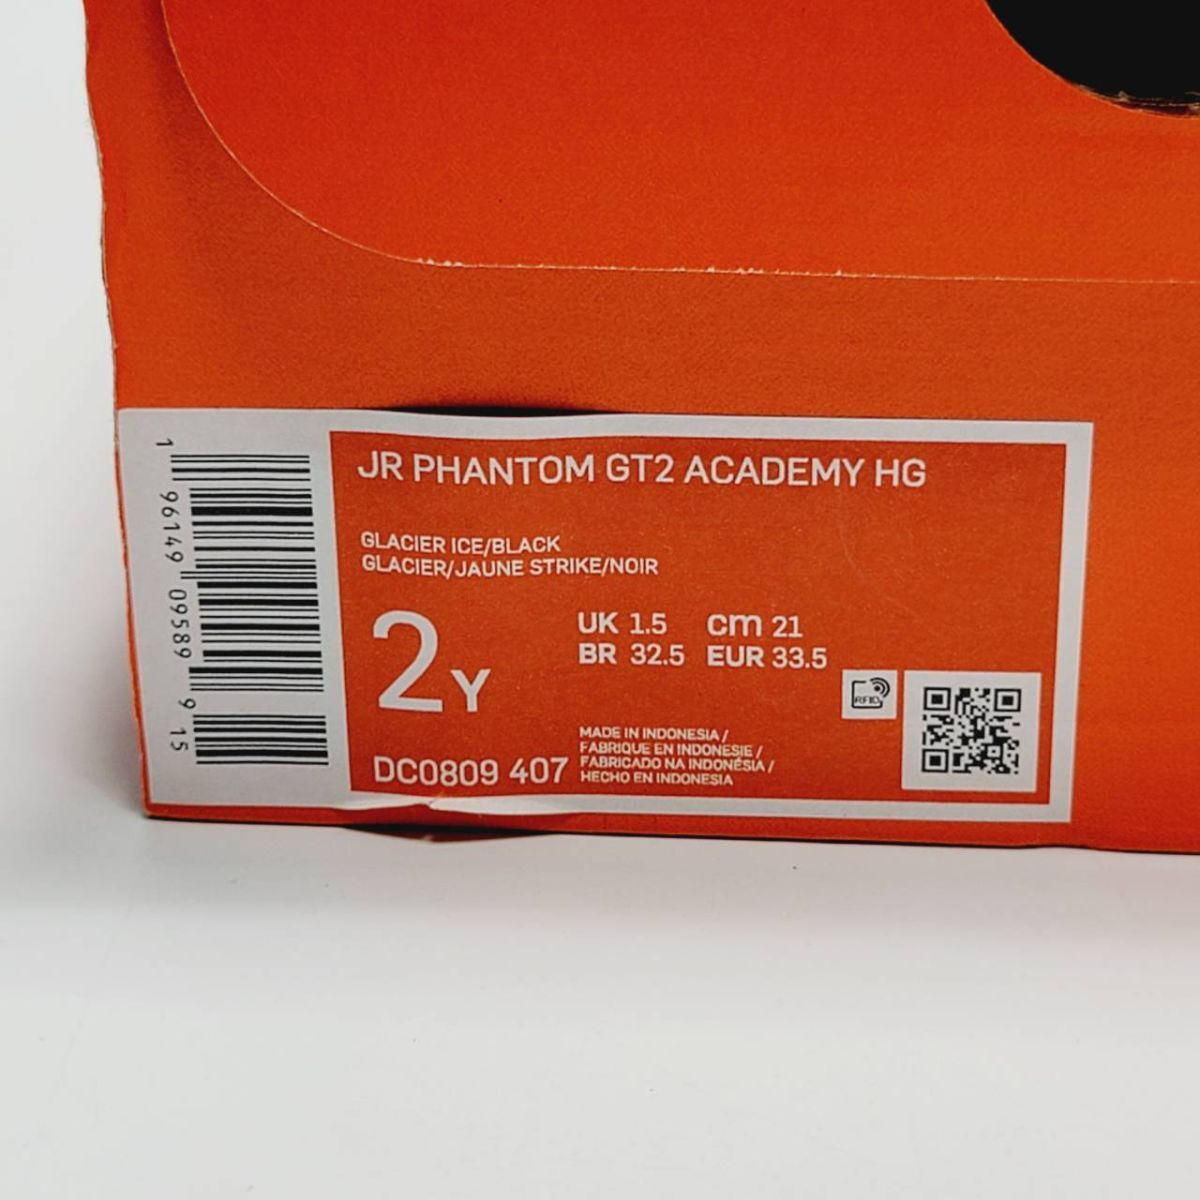 JR PHANTOM GT2 ACADEMY HG
GLACIER ICE/BLACK
GLACIER/JAUNE STRIKE/NOIR
2Y
UK 1.5 cm 21
BR 32.5 EUR 33.5
RFID
DC0809 407
MADE IN INDONESIA /
FABRIQUE EN INDONESIE /
FABRICADO NA INDONÉSIA /
HECHO EN INDONESIA
1 96149 09589 9 15